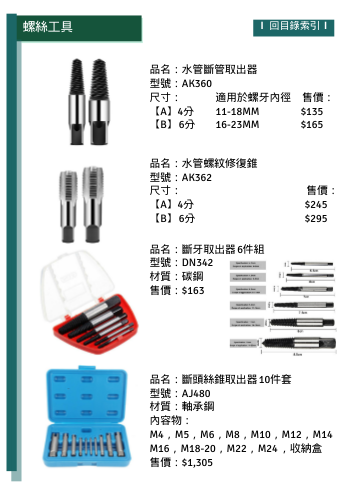 螺絲工具
回目錄索引
品名：水管斷管取出器
型號：AK360
尺寸： 適用於螺牙內徑 售價：
【A】4分 11-18MM $135
【B】6分 16-23MM $165
品名：水管螺紋修復錐
型號：AK362
尺寸： 售價：
【A】4分 $245
【B】6分 $295
品名：斷牙取出器6件組
型號：DN342
材質：碳鋼
售價：$163
品名：斷頭絲錐取出器10件套
型號：AJ480
材質：軸承鋼
內容物：
M4，M5，M6，M8，M10，M12，M14
M16，M18-20，M22，M24，收納盒
售價：$1,305